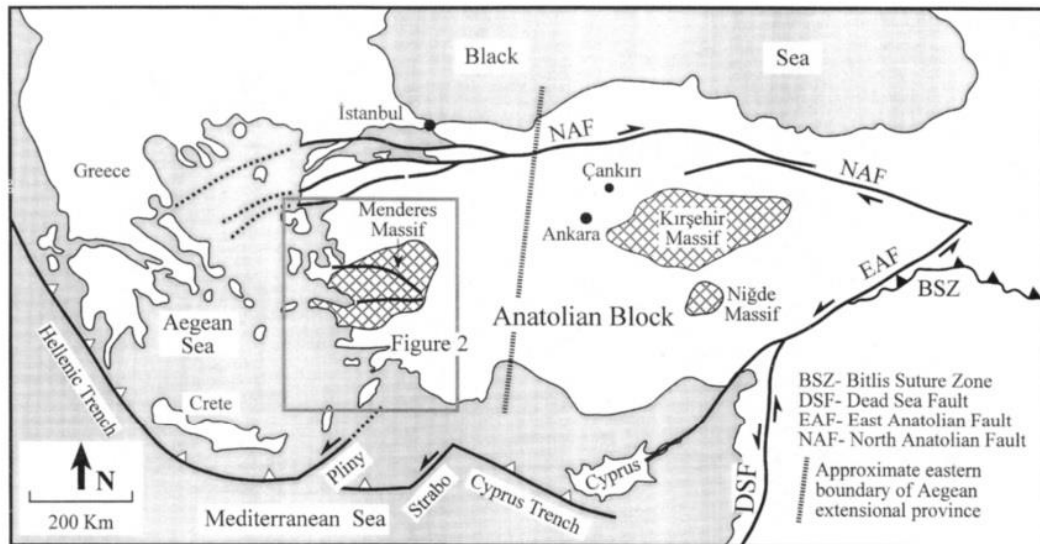 Black
Sea
İstanbul
NAF
Greece
Çankırı
NAF
Menderes
Massif
Ankara
Kırşehir
Massif
EAF
BSZ
Niğde
Massif
Aegean
Sea
Anatolian Block
Figure 2
Hellenic Trench
Crete
BSZ- Bitlis Suture Zone
DSF- Dead Sea Fault
EAF- East Anatolian Fault
NAF- North Anatolian Fault
Pliny
Strabo
Cyprus Trench
Cyprus
DSF
Approximate eastern
boundary of Aegean
extensional province
N
200 Km
Mediterranean Sea